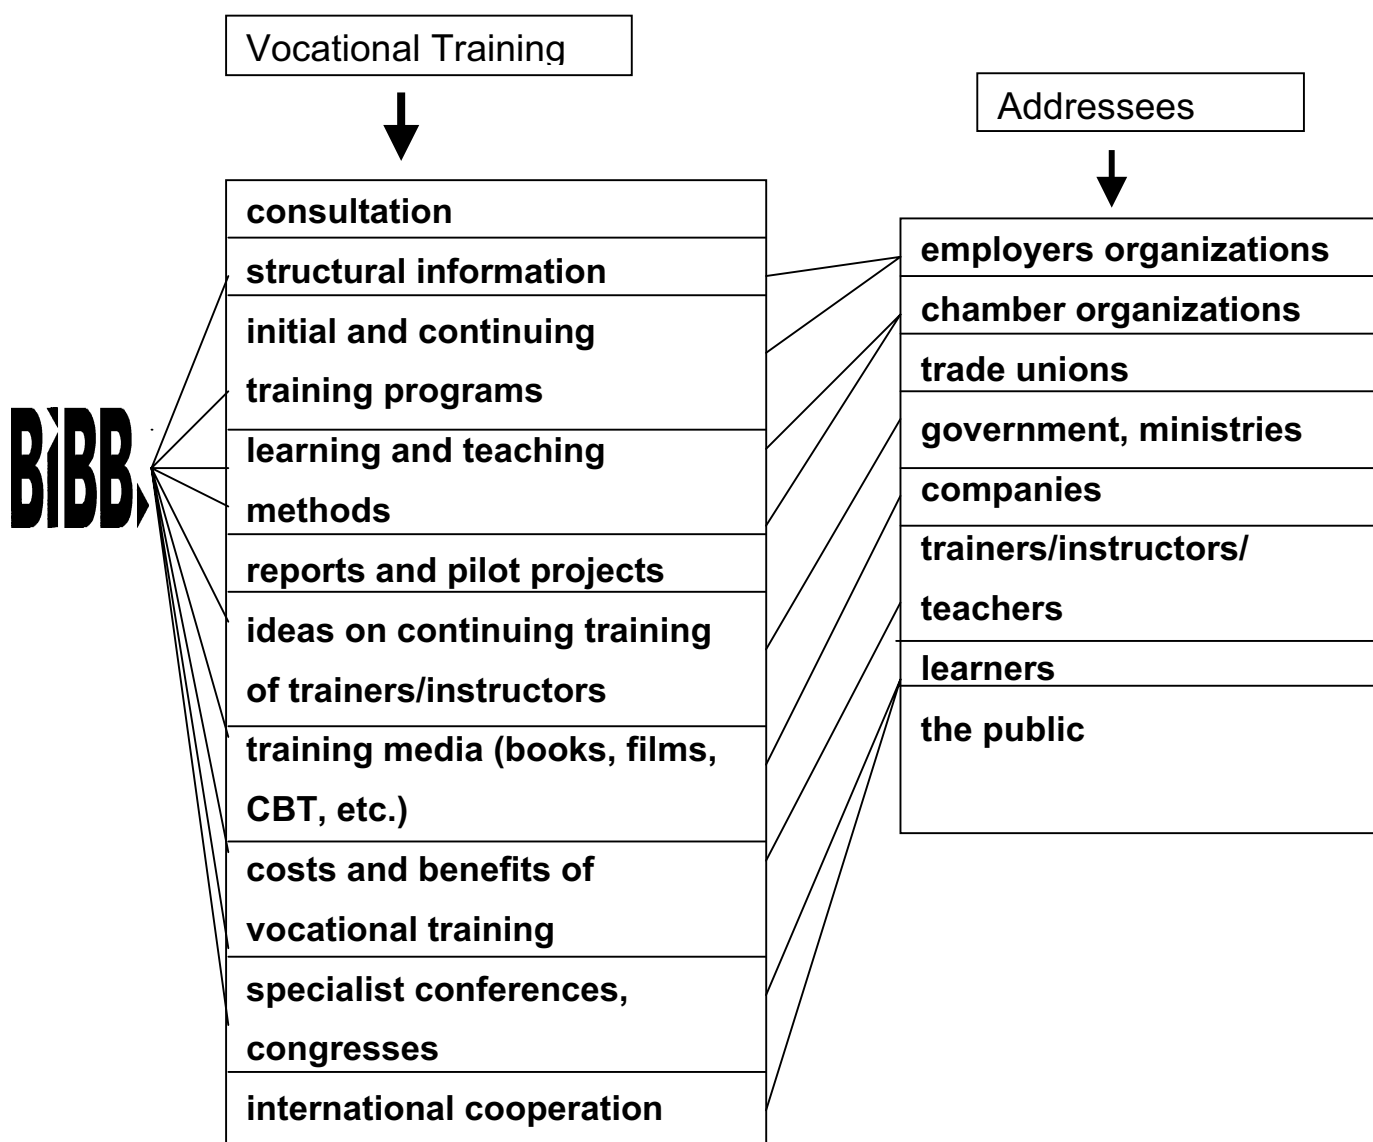 Vocational Training
Addressees
consultation
structural information
initial and continuing
training programs
learning and teaching
methods
reports and pilot projects
ideas on continuing training
of trainers/instructors
training media (books, films,
CBT, etc.)
costs and benefits of
vocational training
specialist conferences,
congresses
international cooperation
employers organizations
chamber organizations
trade unions
government, ministries
companies
trainers/instructors/
teachers
learners
the public
BiBB